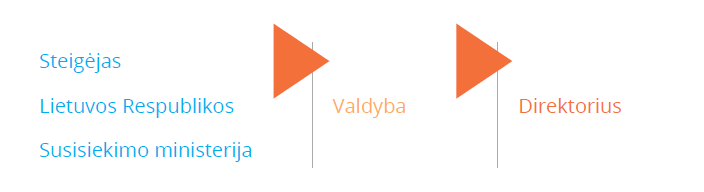 Steigėjas
Lietuvos Respublikos
Susisiekimo ministerija
Valdyba
Direktorius